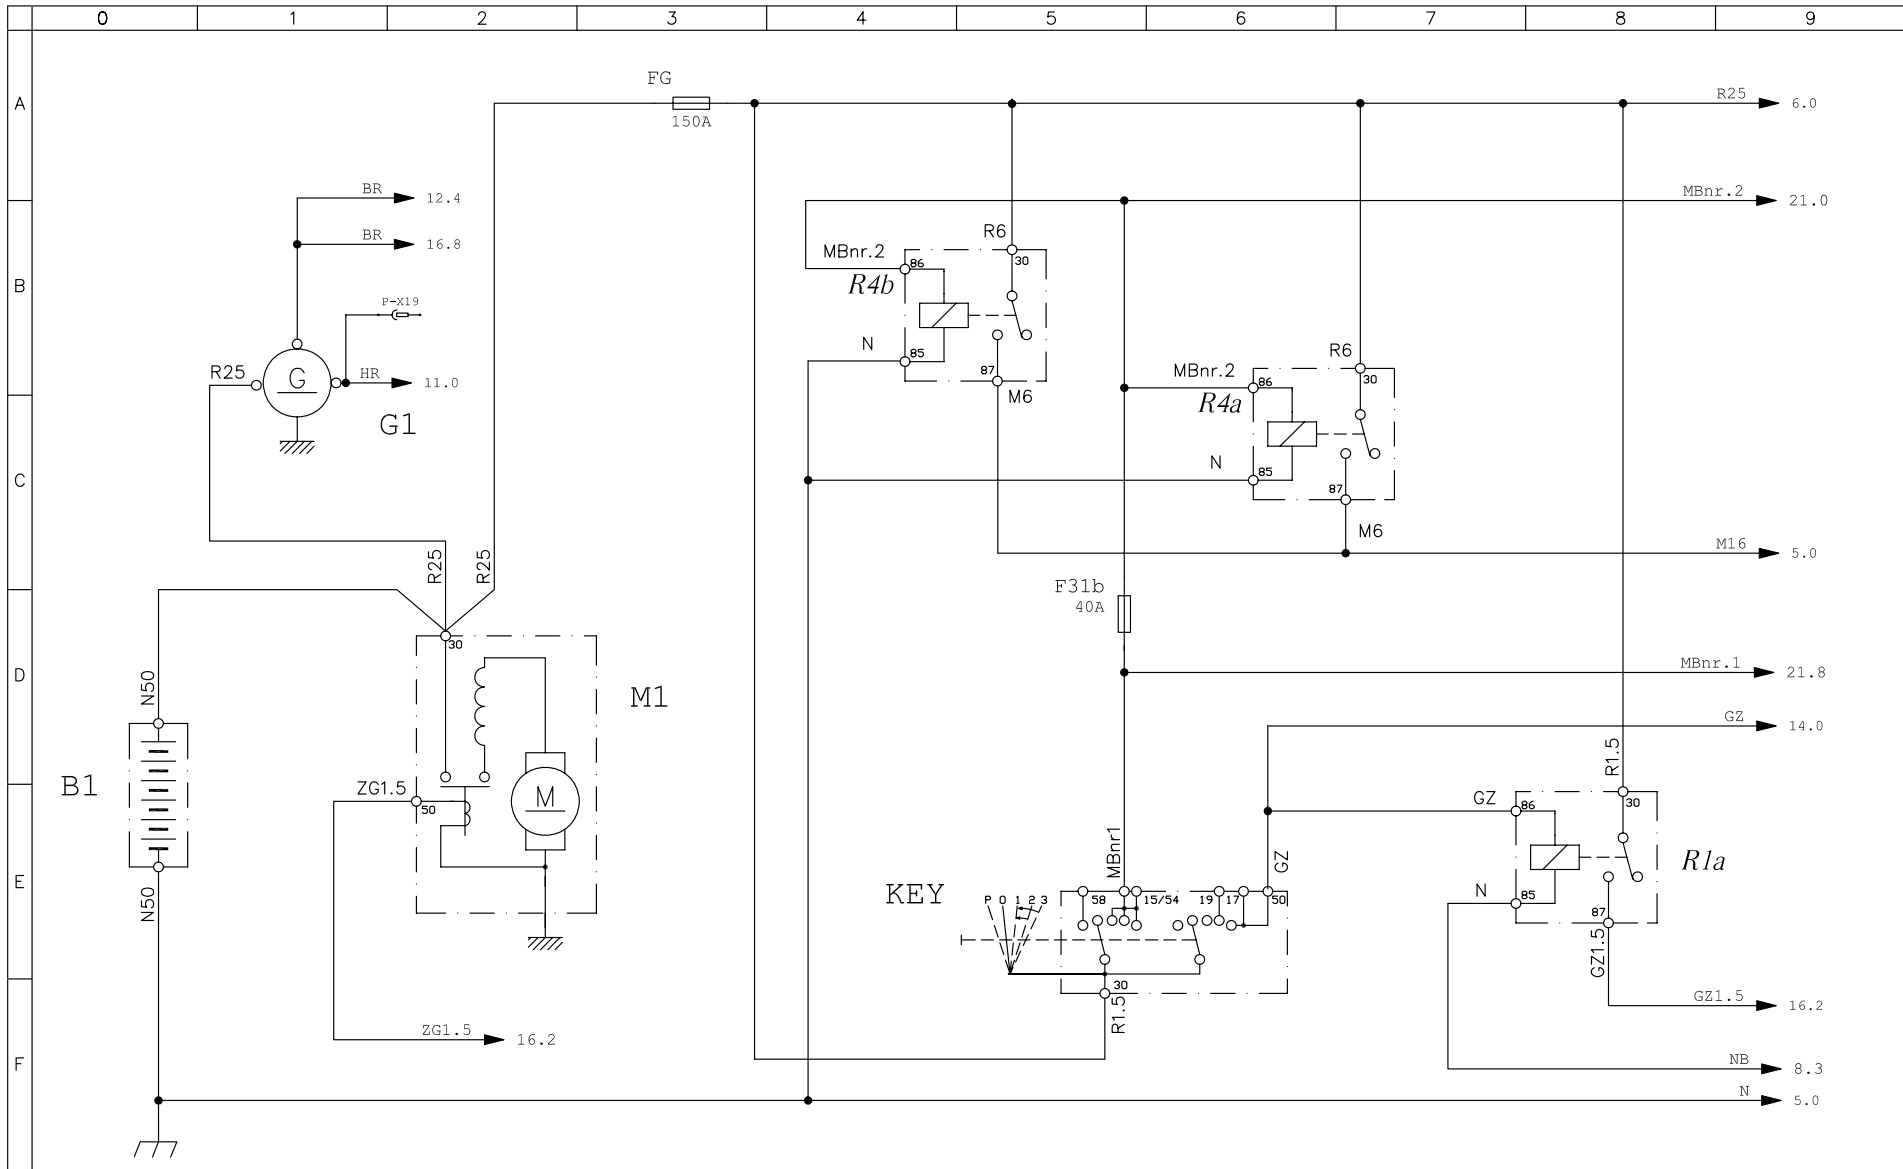 0 1 2 3 4 5 6 7 8 9
A
FG
150A
R25 6.0
BR 12.4
MBnr.2 21.0
BR 16.8
R6
MBnr.2 86 30
B
R4b
P-X19
N 85
87
M6
R25 G HR 11.0
G1
R6
MBnr.2 86 30
R4a
N 85
C
87
M6
R25 R25
M16 5.0
F31b
40A
30
D
MBnr.1 21.8
N50
M1
GZ 14.0
R1.5
B1
ZG1.5 50
M
GZ 86 30
MBnr1
GZ
R1a
E
KEY
P 0 1 2 3
58 15/54 19 17 50
N 85
87
N50
GZ1.5
30
R1.5
GZ1.5 16.2
ZG1.5 16.2
F
NB 8.3
N 5.0